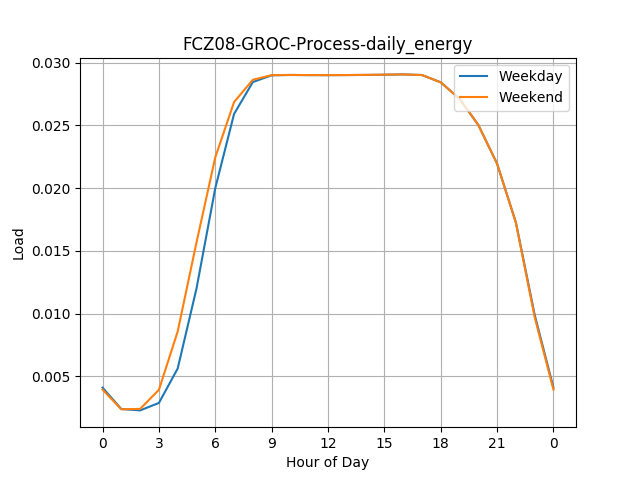 FCZ08-GROC-Process-daily_energy
0.030
0.025
0.020
0.015
0.010
0.005
Load
Weekday
Weekend
0 3 6 9 12 15 18 21 0
Hour of Day